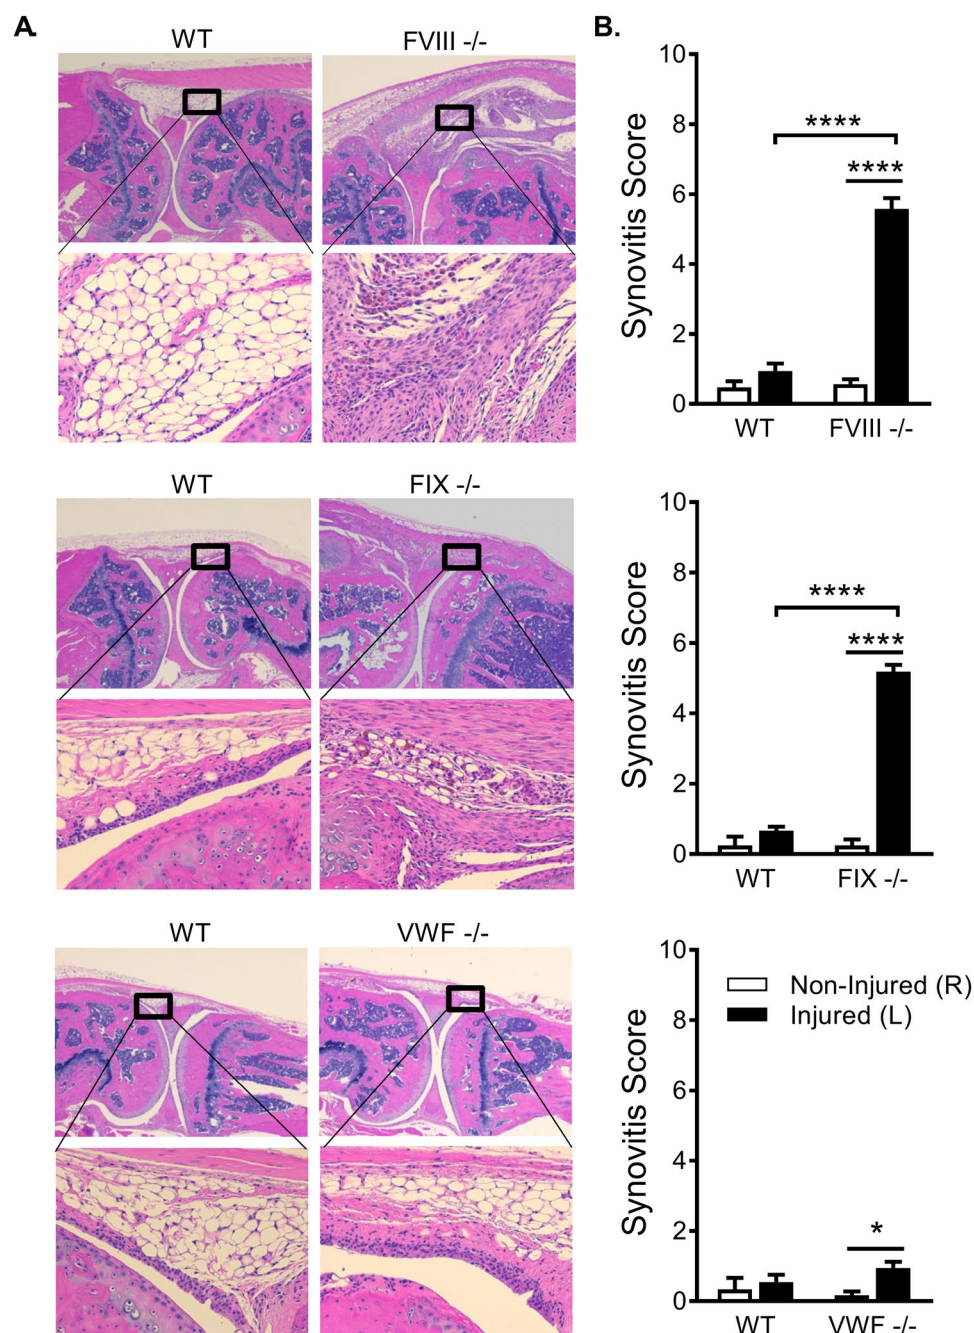 A.
B.
WT FVIII -/-
Synovitis Score
10
8
6
4
2
0
****
****
WT FVIII -/-
WT FIX -/-
Synovitis Score
10
8
6
4
2
0
****
****
WT FIX -/-
WT VWF -/-
Synovitis Score
10
8
6
4
2
0
Non-Injured (R)
Injured (L)
*
WT VWF -/-